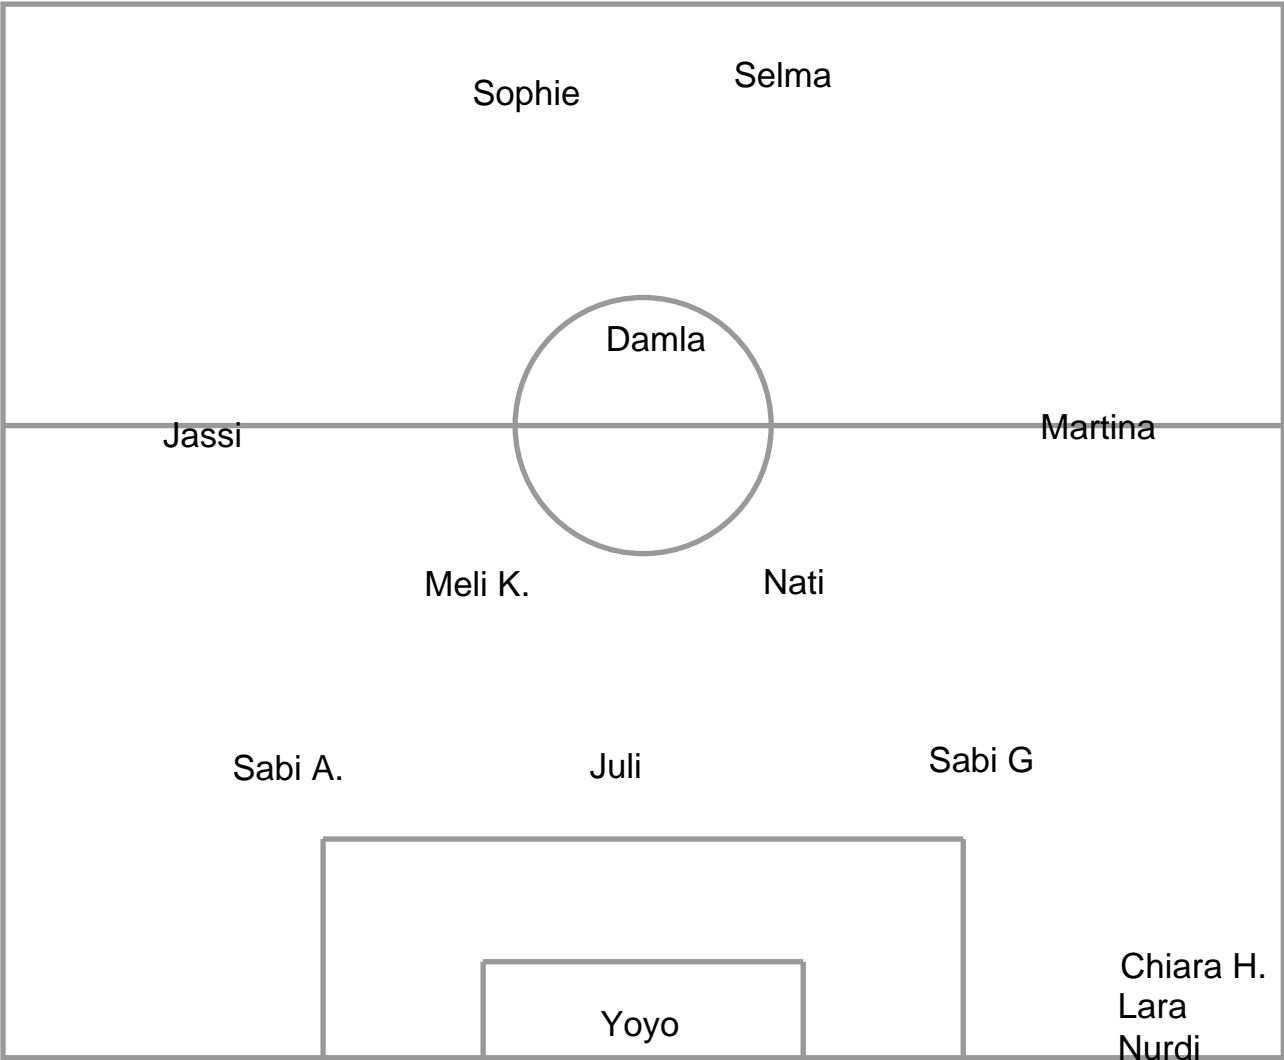 Sophie
Selma
Damla
Jassi
Martina
Meli K.
Nati
Sabi A.
Juli
Sabi G
Chiara H.
Lara
Yoyo
Nurdi